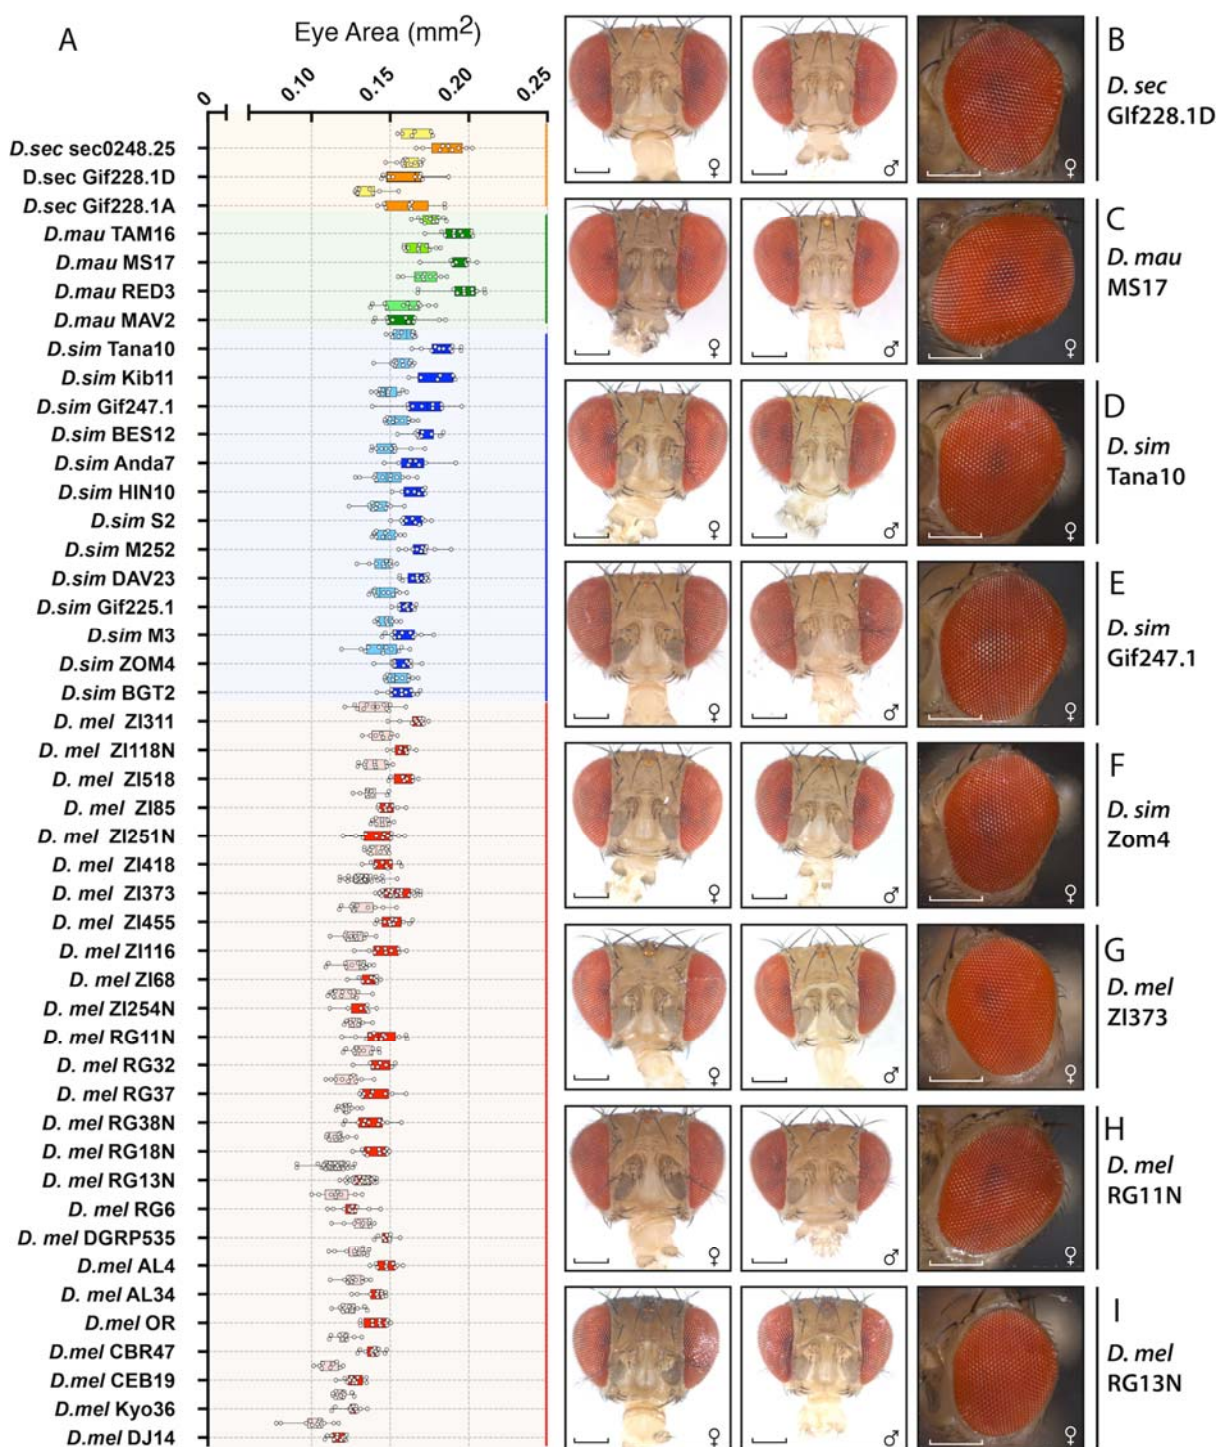 A
Eye Area (mm2)
0
0.10
0.15
0.20
0.25
D.sec sec0248.25
D.sec Gif228.1D
D.sec Gif228.1A
D.mau TAM16
D.mau MS17
D.mau RED3
D.mau MAV2
D.sim Tana10
D.sim Kib11
D.sim Gif247.1
D.sim BES12
D.sim Anda7
D.sim HIN10
D.sim S2
D.sim M252
D.sim DAV23
D.sim Gif225.1
D.sim M3
D.sim ZOM4
D.sim BGT2
D. mel ZI311
D. mel ZI118N
D. mel ZI518
D. mel ZI85
D. mel ZI251N
D. mel ZI418
D. mel ZI373
D. mel ZI455
D. mel ZI116
D. mel ZI68
D. mel ZI254N
D. mel RG11N
D. mel RG32
D. mel RG37
D. mel RG38N
D. mel RG18N
D. mel RG13N
D. mel RG6
D. mel DGRP535
D.mel AL4
D. mel AL34
D.mel OR
D.mel CBR47
D.mel CEB19
D.mel Kyo36
D.mel DJ14
♀ ♂ ♀
B
D. sec
GIf228.1D
♀ ♂ ♀
C
D. mau
MS17
♀ ♂ ♀
D
D. sim
Tana10
♀ ♂ ♀
E
D. sim
Gif247.1
♀ ♂ ♀
F
D. sim
Zom4
♀ ♂ ♀
G
D. mel
ZI373
♀ ♂ ♀
H
D. mel
RG11N
♀ ♂ ♀
I
D. mel
RG13N